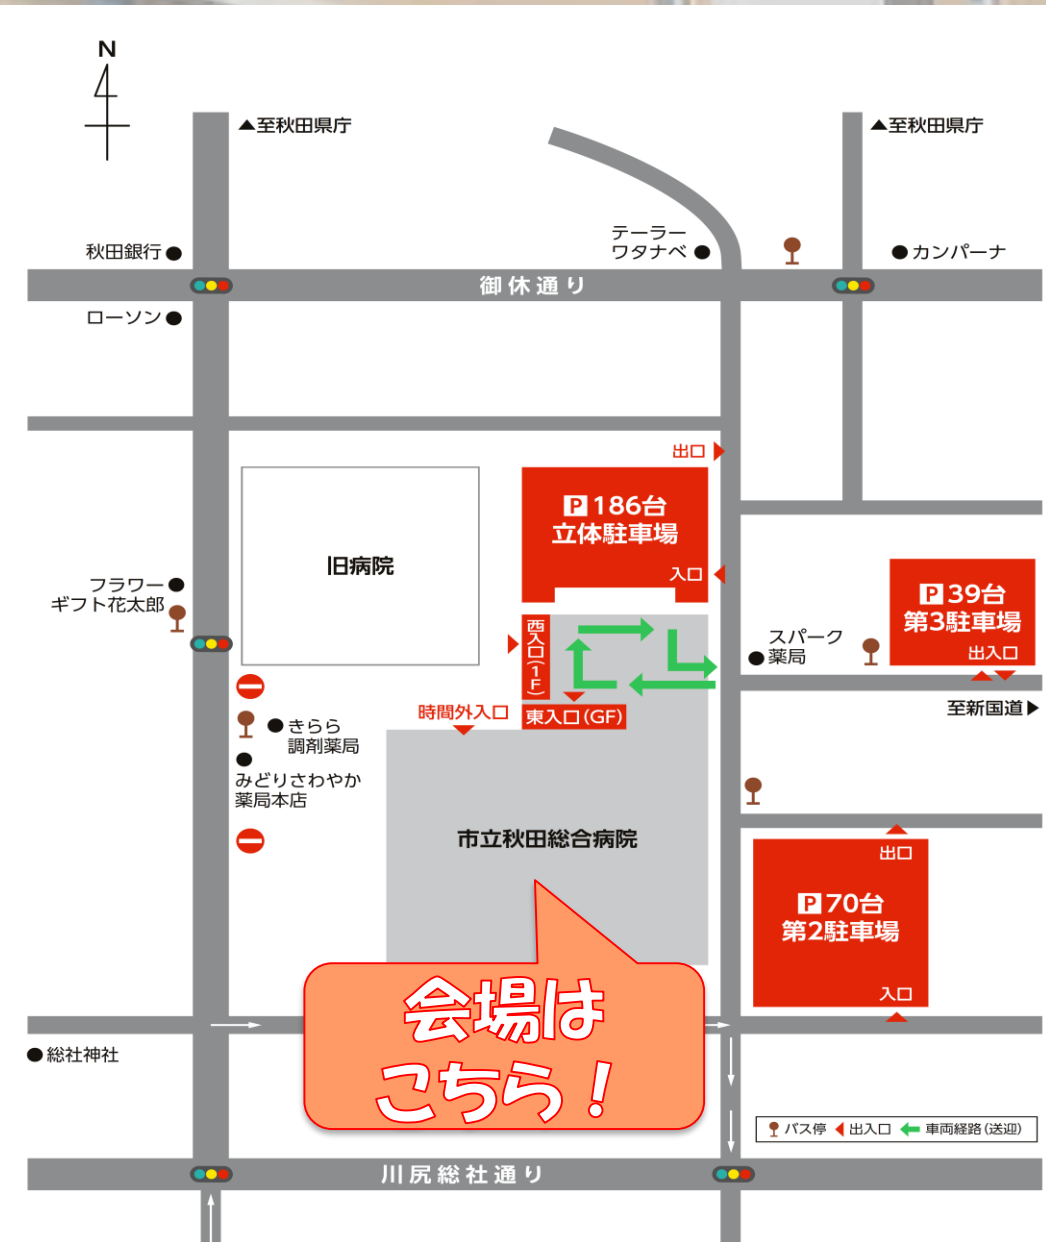 N
▲至秋田県庁
▲至秋田県庁
テーラー
ワタナベ
秋田銀行
カンパーナ
御休通り
ローソン
出口
P 186台
立体駐車場
入口
旧病院
フラワー
ギフト花太郎
P 39台
第3駐車場
出入口
西入口(1F)
スパーク
薬局
至新国道▶
時間外入口
東入口(GF)
きらら
調剤薬局
みどりさわやか
薬局本店
市立秋田総合病院
出口
P 70台
第2駐車場
入口
会場は
こちら！
総社神社
バス停
出入口
車両経路(送迎)
川尻総社通り